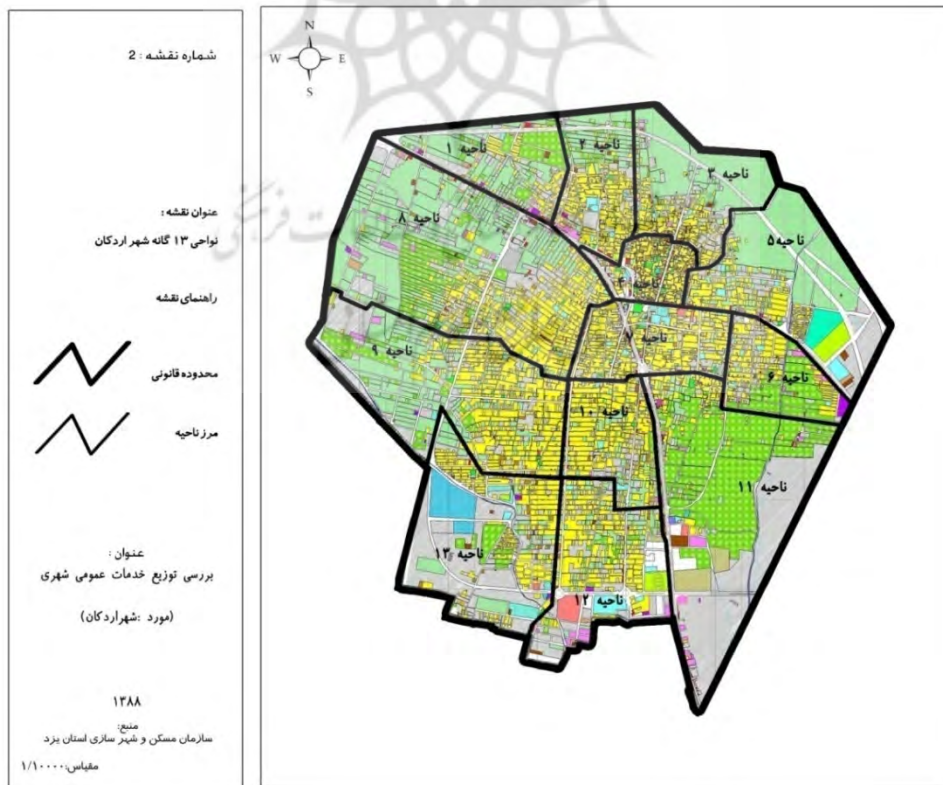 شماره نقشه : 2
عنوان نقشه :
نواحی ۱۳ گانه شهر اردکان
راهنمای نقشه
محدوده قانونی
مرز ناحیه
عنوان :
بررسی توزیع خدمات عمومی شهری
(مورد :شهراردکان)
۱۳۸۸
منبع:
سازمان مسکن و شهر سازی استان یزد
مقیاس:۱/۱۰۰۰۰
N
W E
S
ناحیه ۱
ناحیه ۲
ناحیه ۳
ناحیه ۸
ناحیه ۵
ناحیه ۴
ناحیه ۷
ناحیه ۹
ناحیه ۶
ناحیه ۱۰
ناحیه ۱۱
ناحیه ۱۳
ناحیه ۱۲